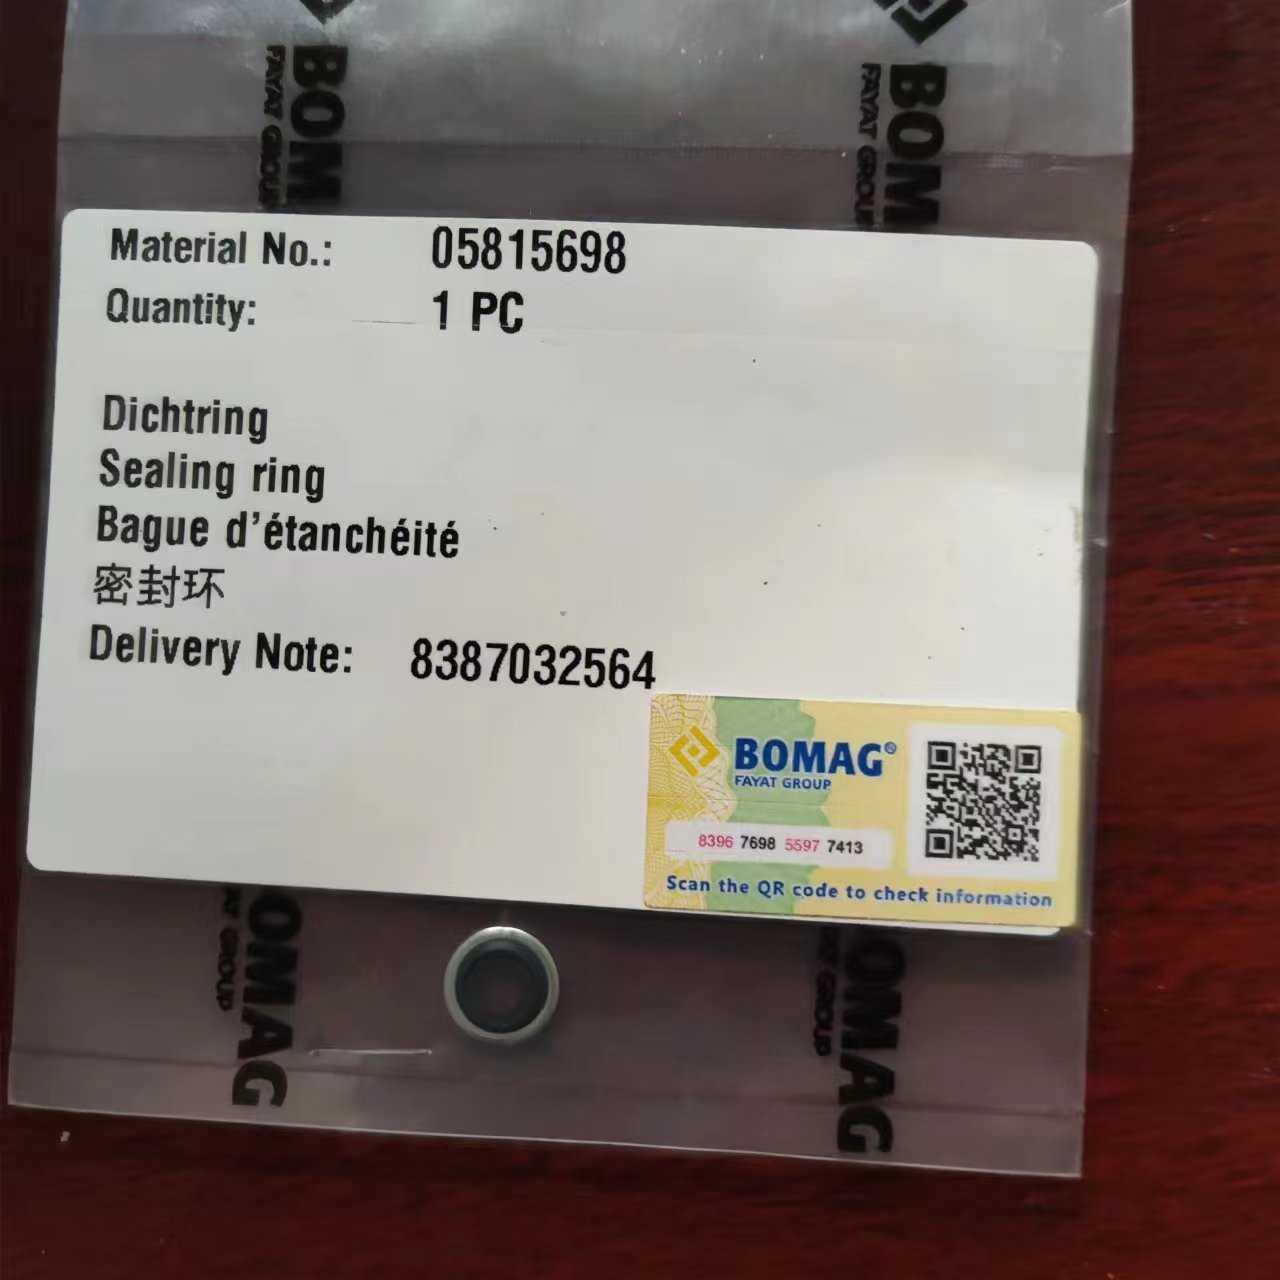 BOMAG
FAYAT GROUP
BOMAG
FAYAT GROUP
Material No.: 05815698
Quantity: 1 PC
Dichtring
Sealing ring
Bague d'étanchéité
密封环
Delivery Note: 8387032564
BOMAG®
FAYAT GROUP
8396 7698 5597 7413
Scan the QR code to check information
BOMAG
FAYAT GROUP
BOMAG
FAYAT GROUP